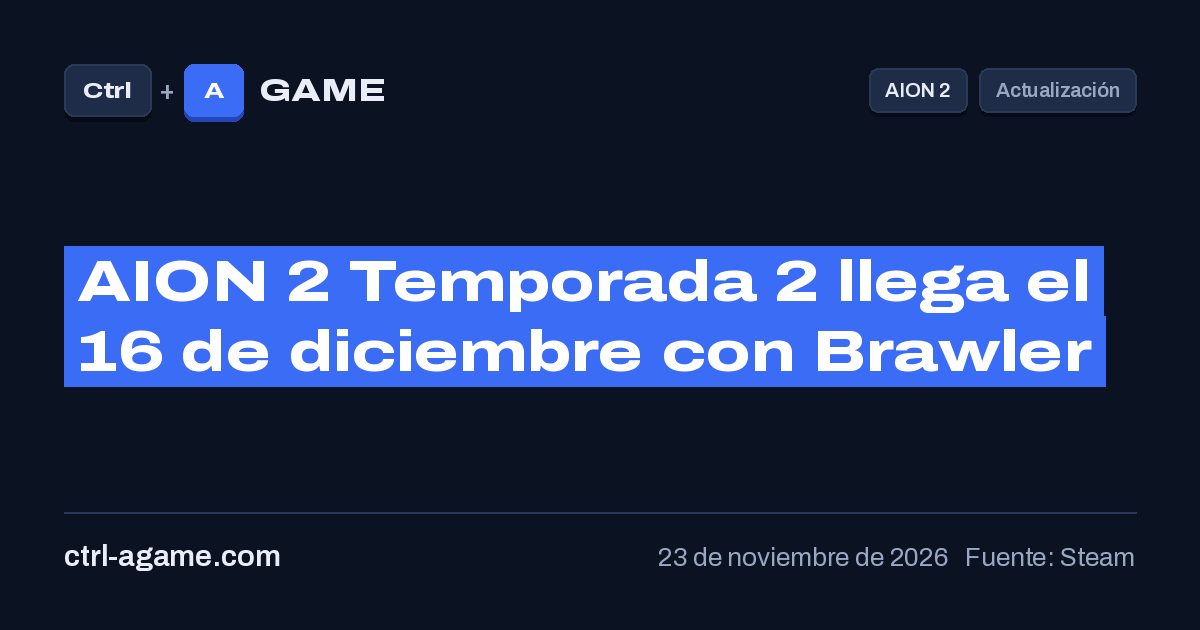 Ctrl + A GAME
AION 2 Actualización
AION 2 Temporada 2 llega el
16 de diciembre con Brawler
ctrl-agame.com
23 de noviembre de 2026 Fuente: Steam